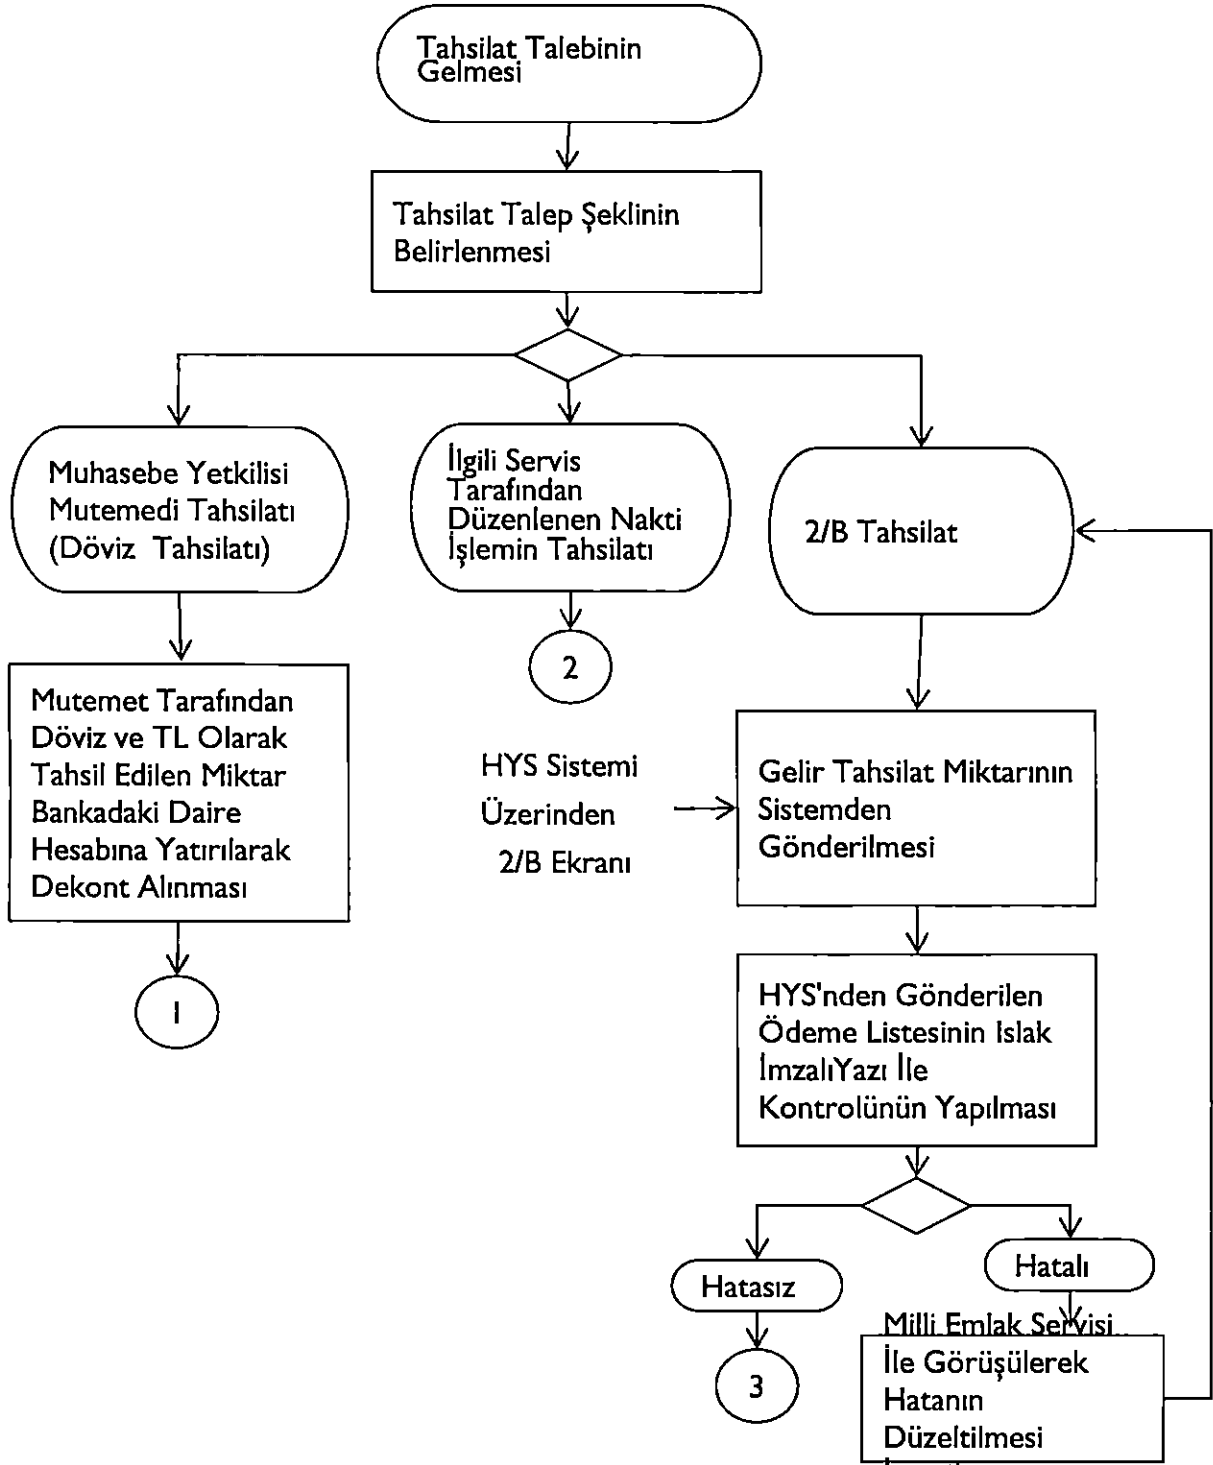 Tahsilat Talebinin
Gelmesi
Tahsilat Talep Şeklinin
Belirlenmesi
Muhasebe Yetkilisi
Mutemedi Tahsilatı
(Döviz Tahsilatı)
İlgili Servis
Tarafından
Düzenlenen Nakti
İşlemin Tahsilatı
2/B Tahsilat
2
Mutemet Tarafından
Döviz ve TL Olarak
Tahsil Edilen Miktar
Bankadaki Daire
Hesabına Yatırılarak
Dekont Alınması
HYS Sistemi
Üzerinden
2/B Ekranı
Gelir Tahsilat Miktarının
Sistemden
Gönderilmesi
1
HYS'nden Gönderilen
Ödeme Listesinin Islak
İmzalıYazı İle
Kontrolünün Yapılması
Hatasız
Hatalı
3
Milli Emlak Servisi
İle Görüşülerek
Hatanın
Düzeltilmesi